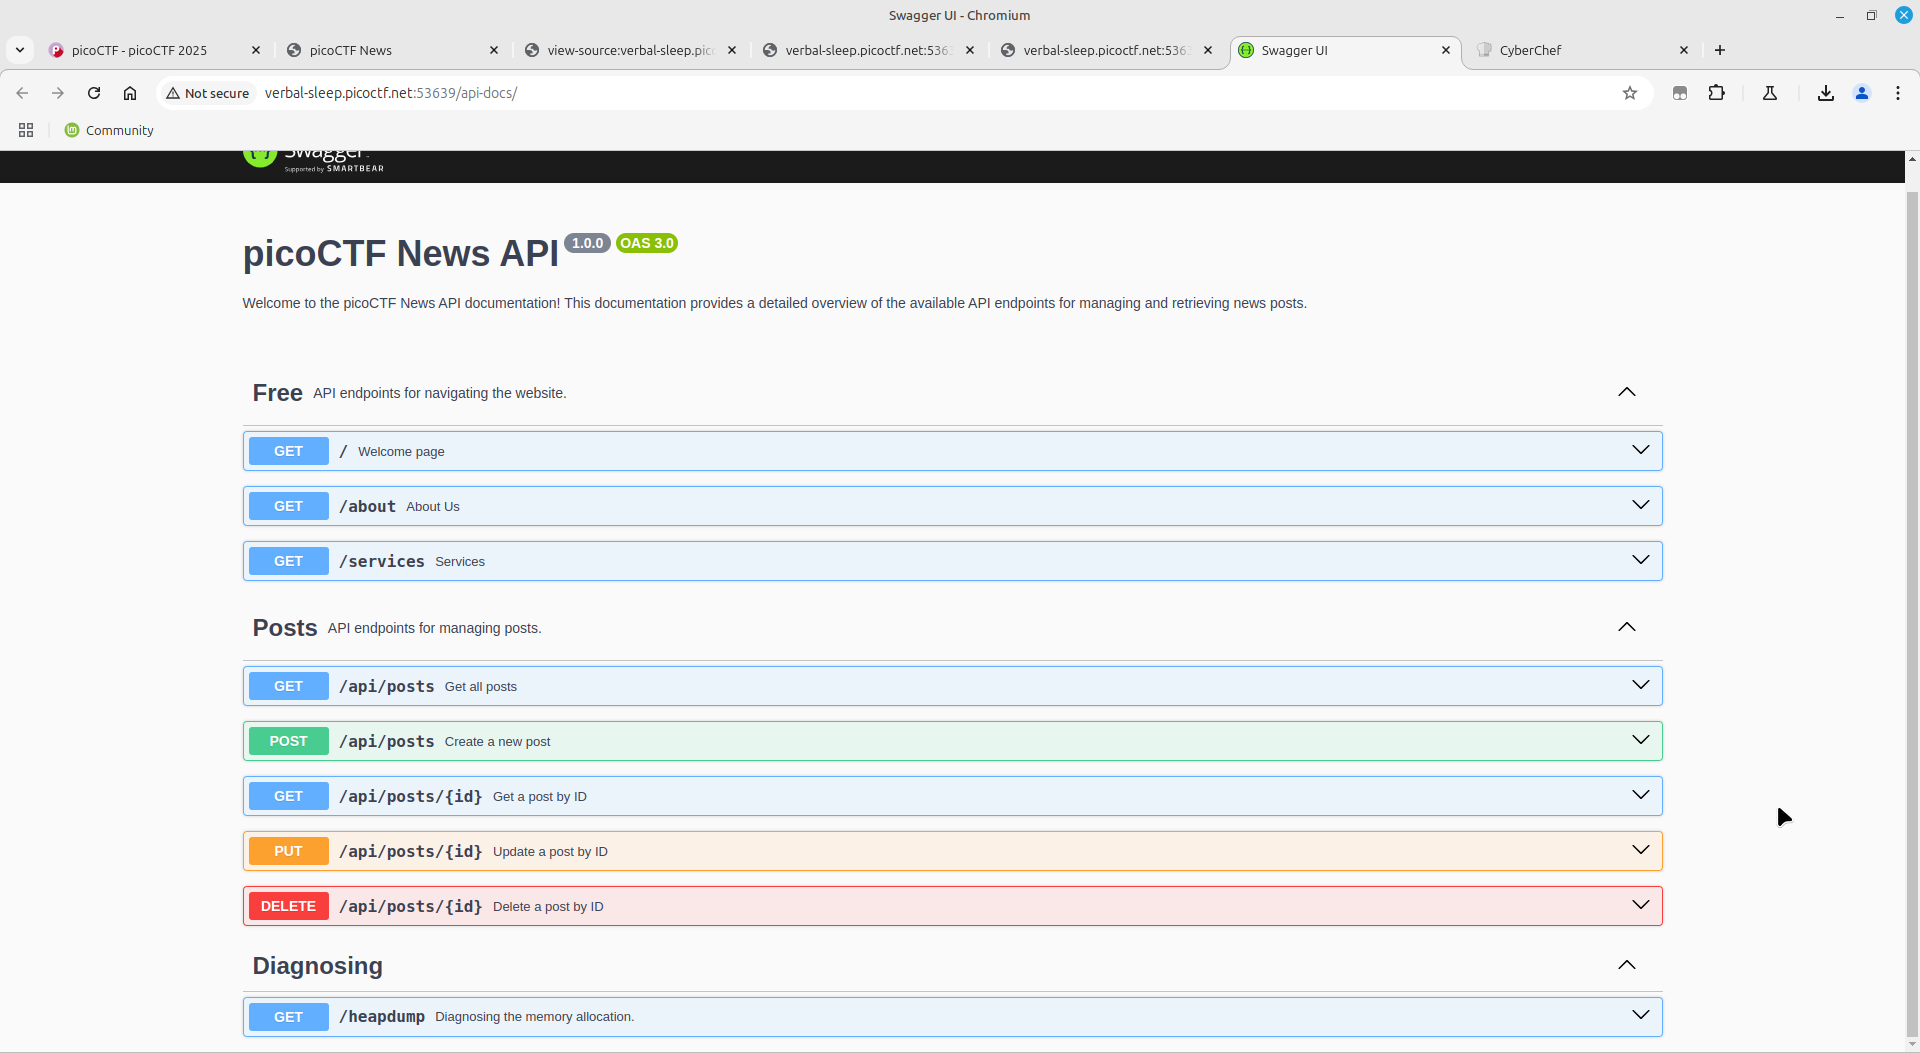 Swagger UI - Chromium
picoCTF - picoCTF 2025
picoCTF News
view-source:verbal-sleep.pic
verbal-sleep.picoctf.net:536
verbal-sleep.picoctf.net:536
Swagger UI
CyberChef
Not secure
verbal-sleep.picoctf.net:53639/api-docs/
Community
Swagger
Supported by SMARTBEAR
picoCTF News API 1.0.0 OAS 3.0
Welcome to the picoCTF News API documentation! This documentation provides a detailed overview of the available API endpoints for managing and retrieving news posts.
Free API endpoints for navigating the website.
GET / Welcome page
GET /about About Us
GET /services Services
Posts API endpoints for managing posts.
GET /api/posts Get all posts
POST /api/posts Create a new post
GET /api/posts/{id} Get a post by ID
PUT /api/posts/{id} Update a post by ID
DELETE /api/posts/{id} Delete a post by ID
Diagnosing
GET /heapdump Diagnosing the memory allocation.